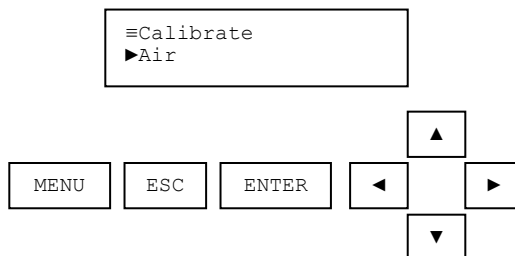 ≡Calibrate
►Air
▲
MENU ESC ENTER ◄ ►
▼